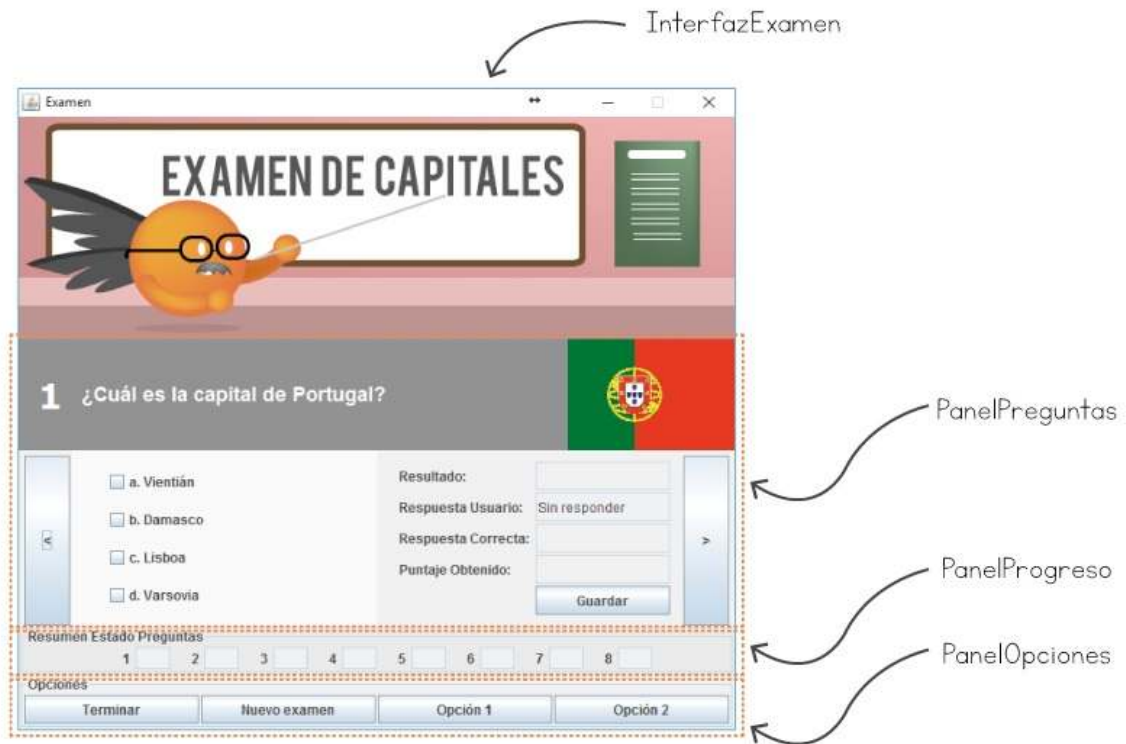 InterfazExamen
Examen
EXAMEN DE CAPITALES
1 ¿Cuál es la capital de Portugal?
PanelPreguntas
a. Vientián
b. Damasco
c. Lisboa
d. Varsovia
<
Resultado:
Respuesta Usuario: Sin responder
Respuesta Correcta:
Puntaje Obtenido:
Guardar
>
PanelProgreso
Resumen Estado Preguntas
1 2 3 4 5 6 7 8
PanelOpciones
Opciones
Terminar Nuevo examen Opción 1 Opción 2